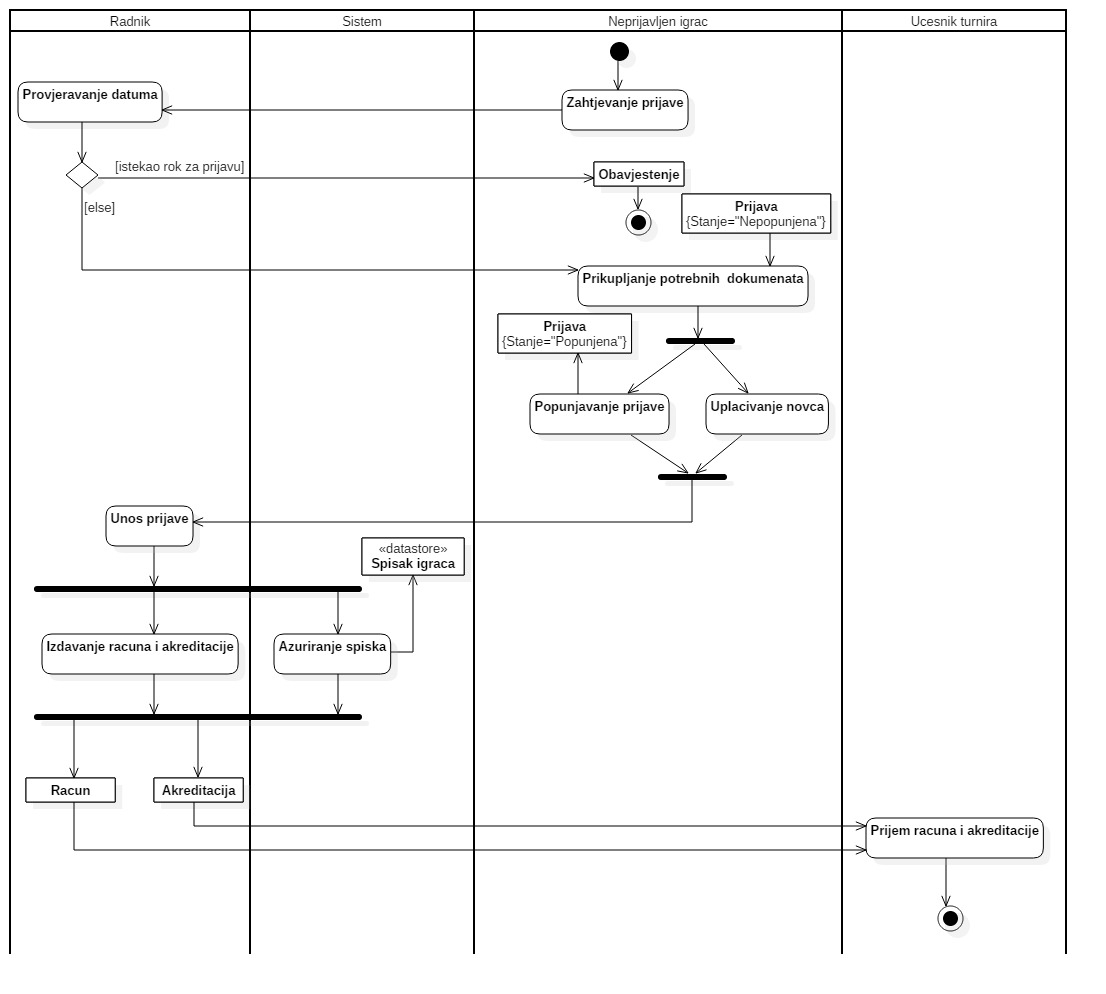 Radnik
Sistem
Neprijavljen igrac
Ucesnik turnira
Provjeravanje datuma
Zahtjevanje prijave
[istekao rok za prijavu]
Obavjestenje
[else]
Prijava
{Stanje="Nepopunjena"}
Prikupljanje potrebnih  dokumenata
Prijava
{Stanje="Popunjena"}
Popunjavanje prijave
Uplacivanje novca
Unos prijave
«datastore»
Spisak igraca
Izdavanje racuna i akreditacije
Azuriranje spiska
Racun
Akreditacija
Prijem racuna i akreditacije